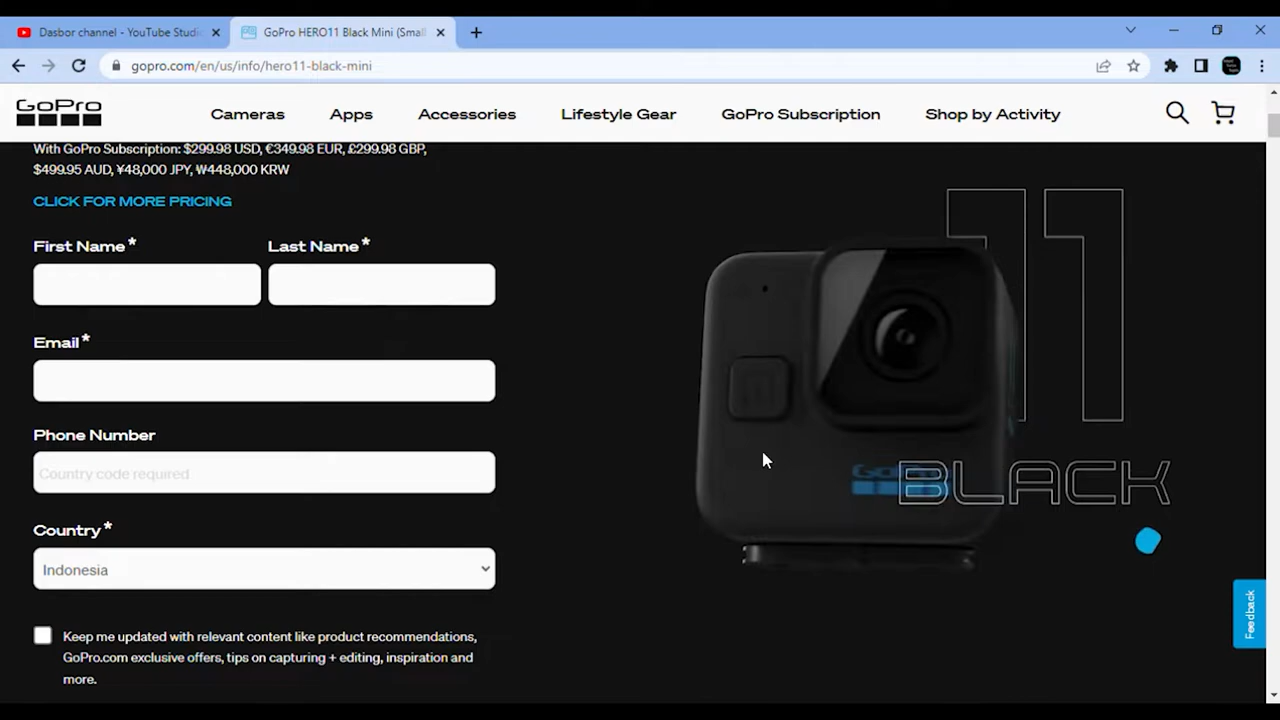 Dasbor channel - YouTube Studi
GoPro HERO11 Black Mini (Small
gopro.com/en/us/info/hero11-black-mini
GoPro
Cameras
Apps
Accessories
Lifestyle Gear
GoPro Subscription
Shop by Activity
With GoPro Subscription: $299.98 USD, €349.98 EUR, £299.98 GBP,
$499.95 AUD, ¥48,000 JPY, ₩448,000 KRW
CLICK FOR MORE PRICING
First Name*
Last Name*
Email*
Phone Number
Country code required
Country*
Indonesia
Keep me updated with relevant content like product recommendations,
GoPro.com exclusive offers, tips on capturing + editing, inspiration and
more.
11
GoPro
BLACK
Feedback